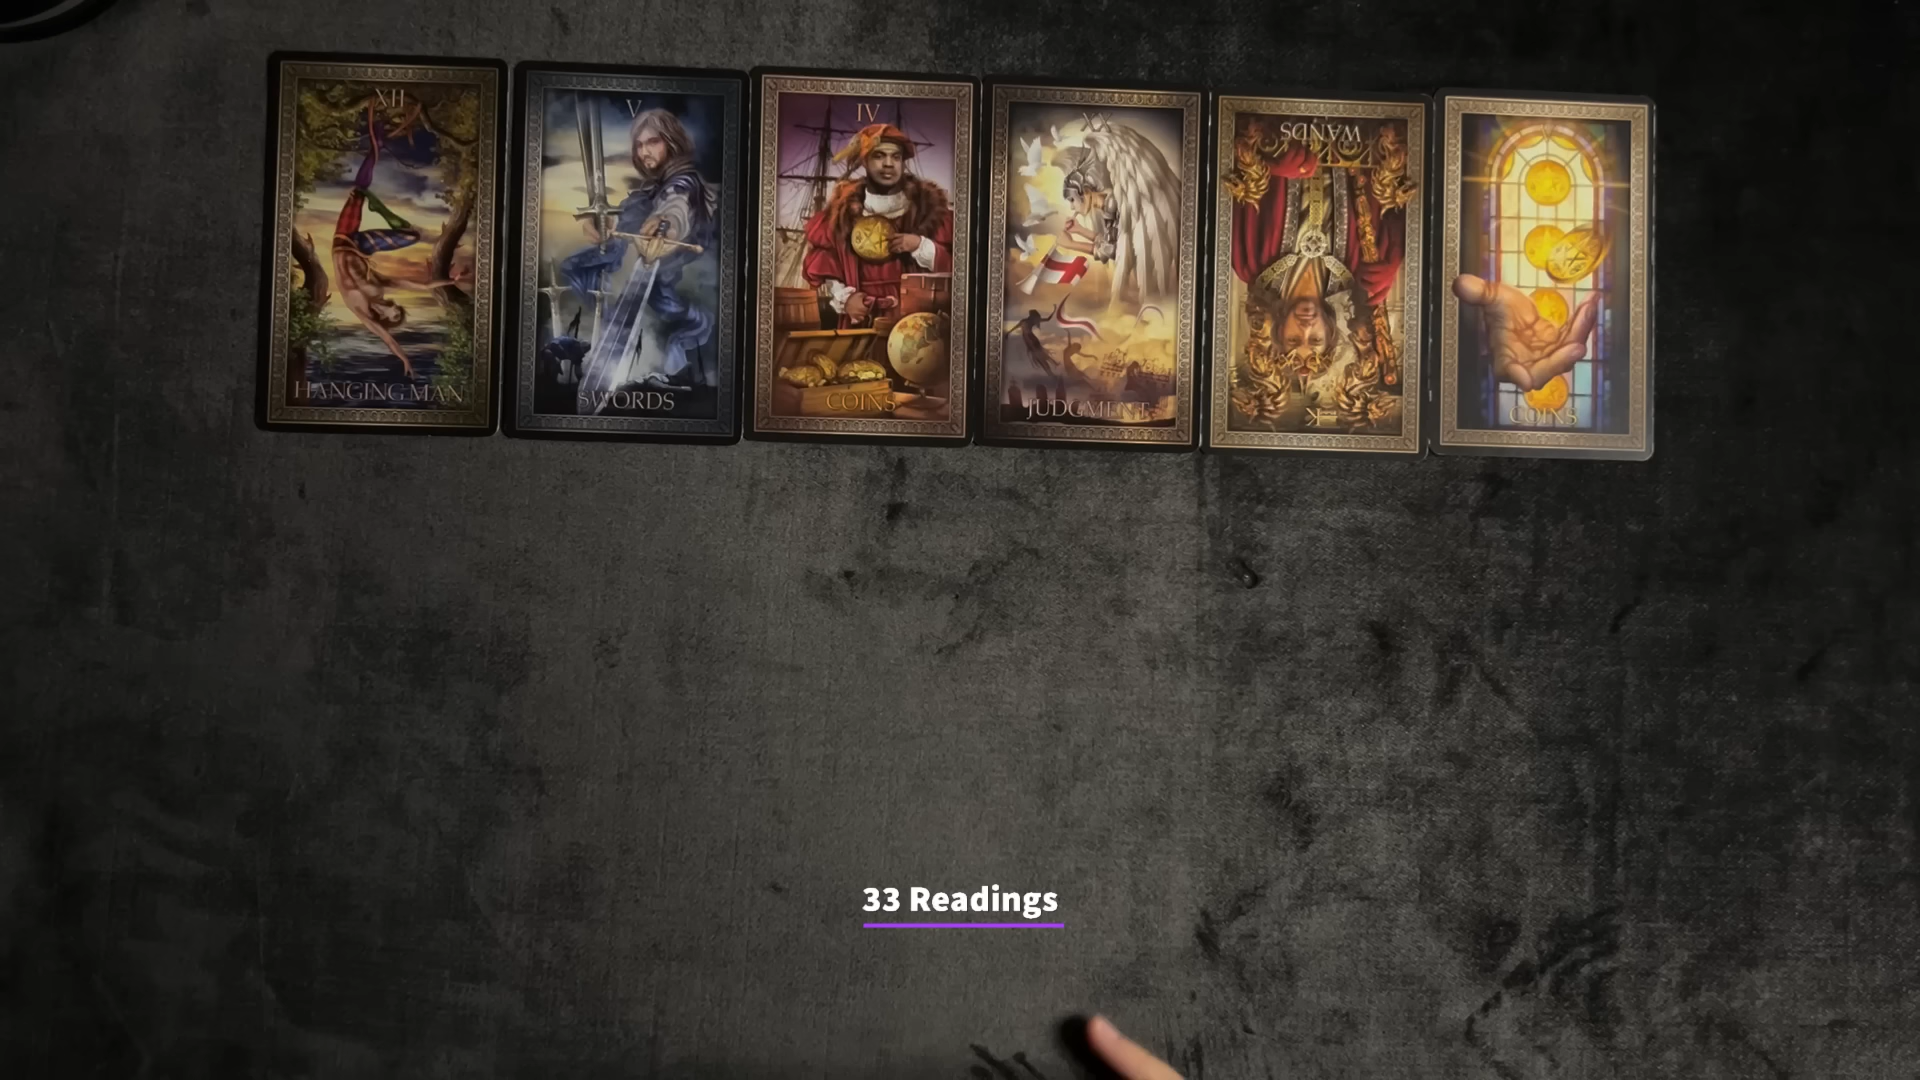 XII
HANGING MAN
V
SWORDS
IV
COINS
XX
JUDGMENT
WANDS
K
COINS
33 Readings